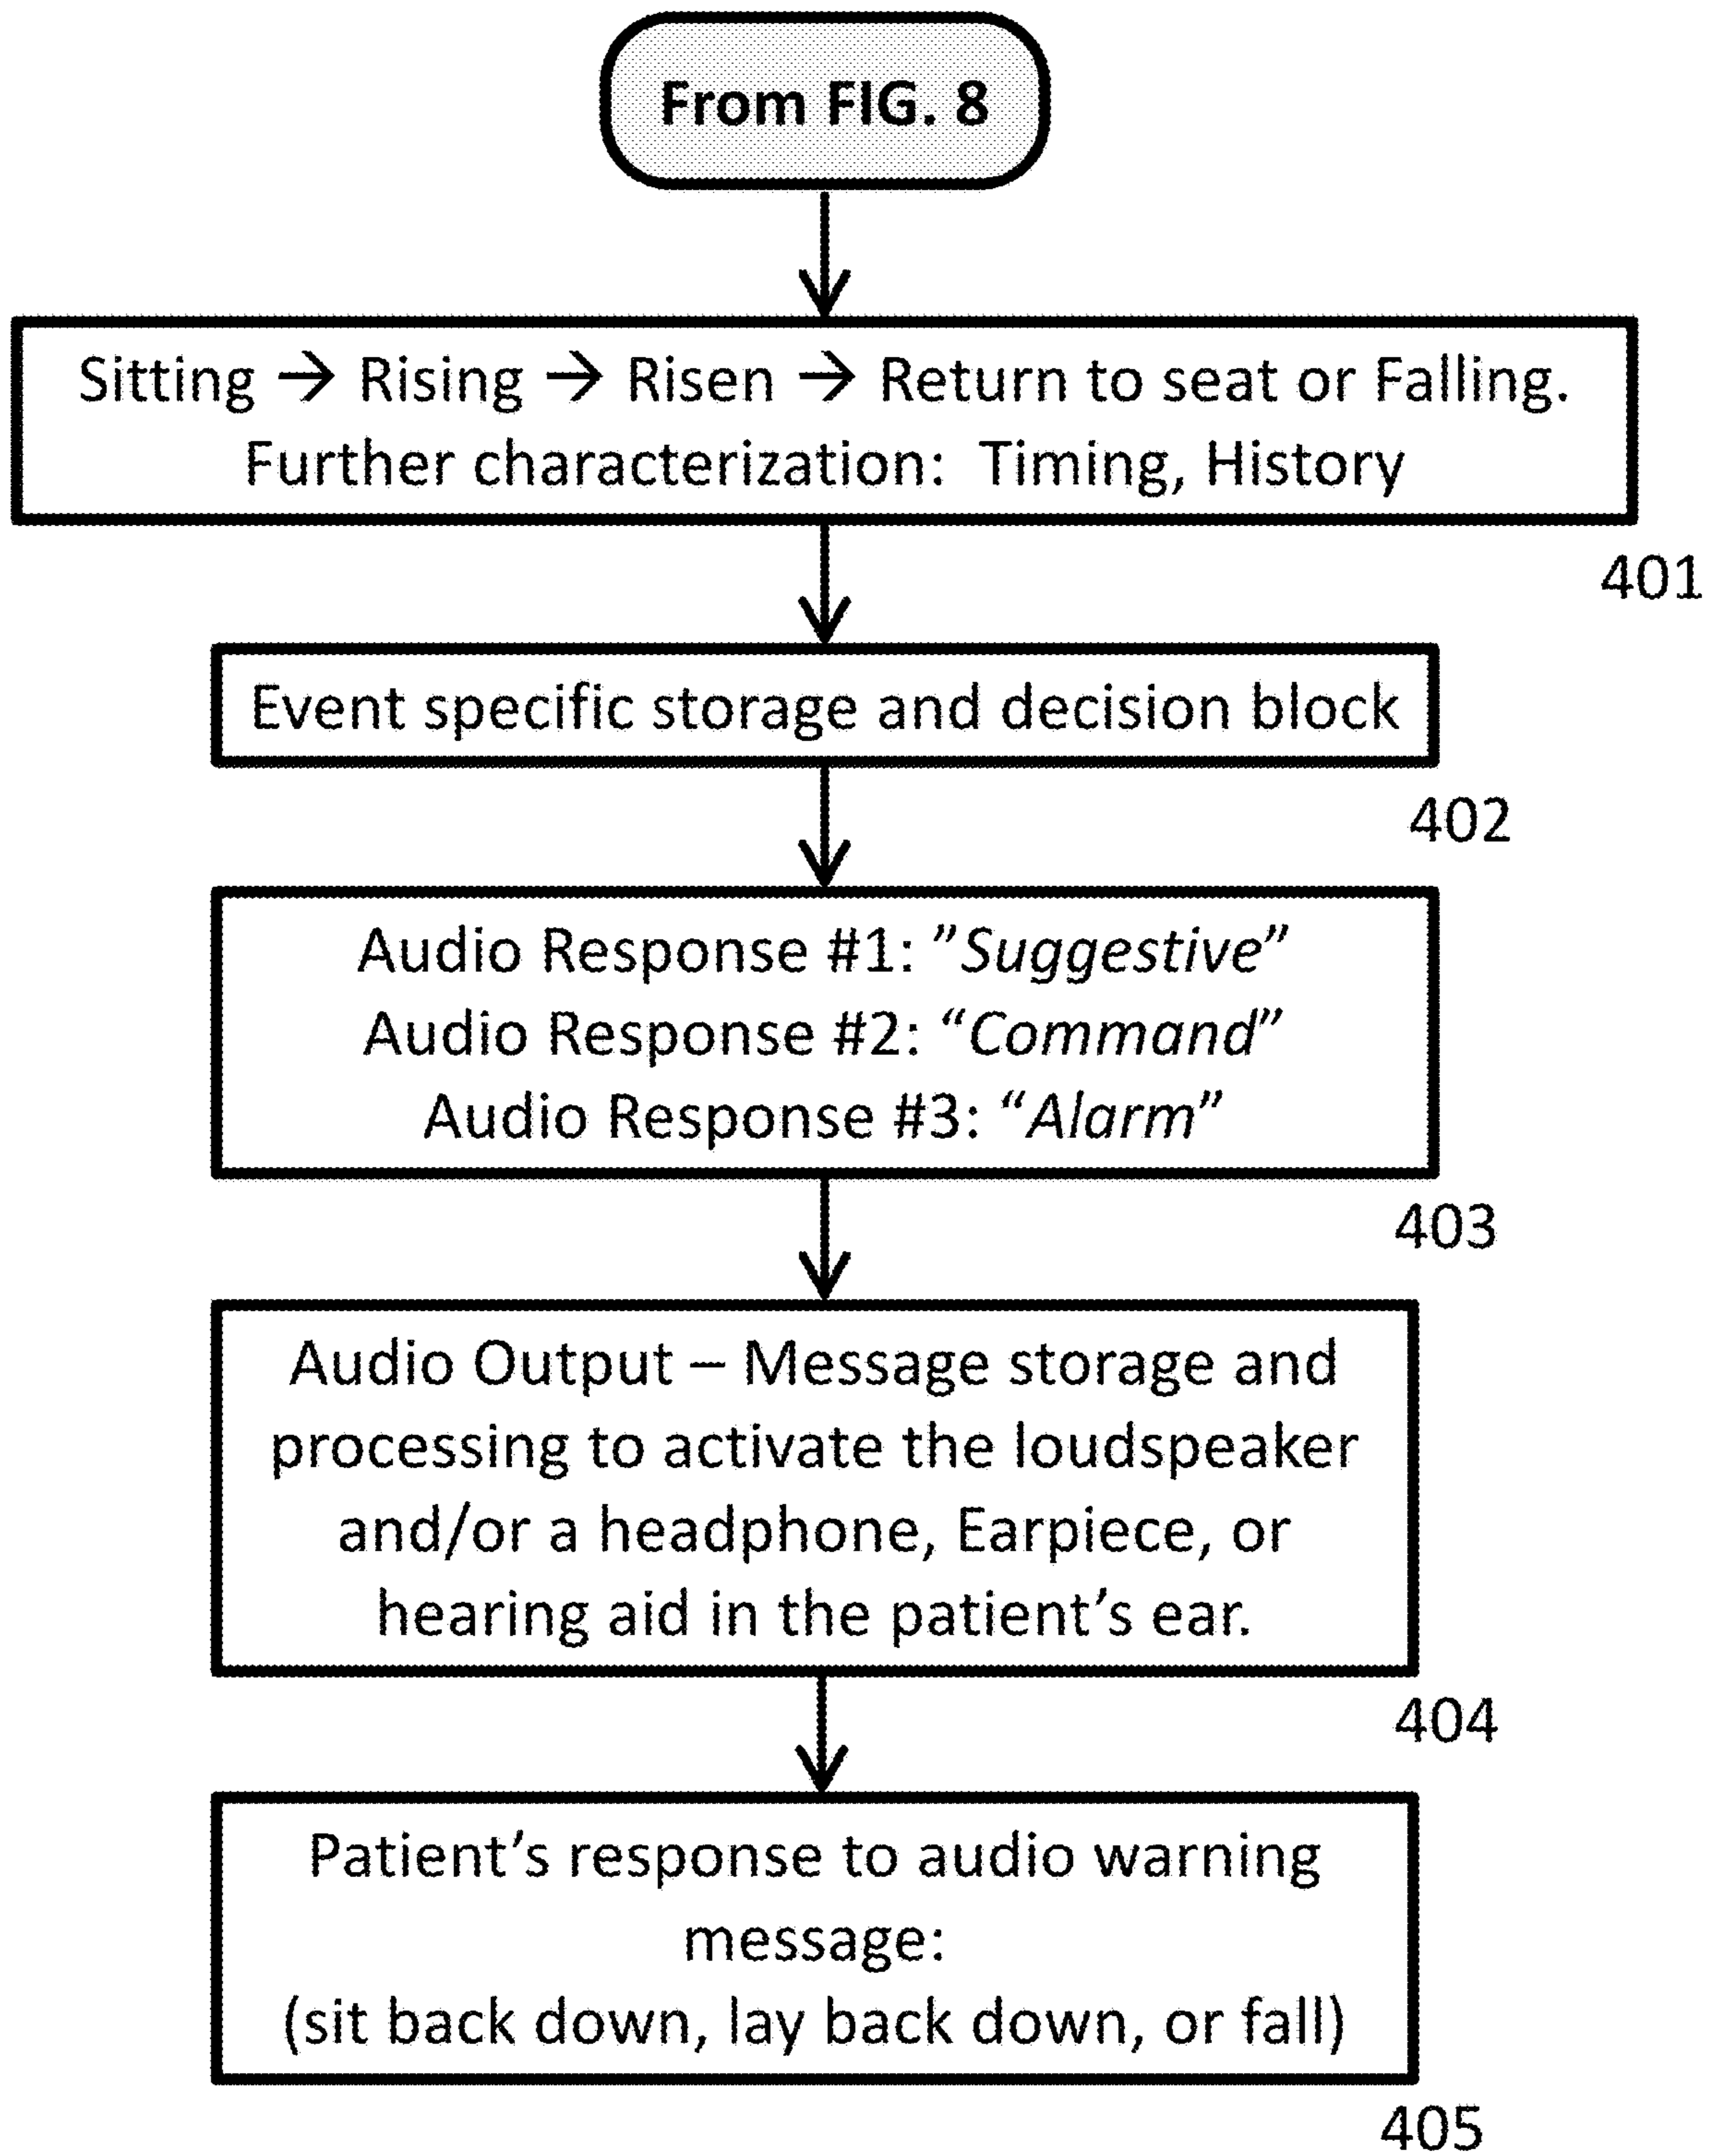 From FIG. 8
Sitting → Rising → Risen → Return to seat or Falling.
Further characterization: Timing, History
401
Event specific storage and decision block
402
Audio Response #1: ”Suggestive”
Audio Response #2: “Command”
Audio Response #3: “Alarm”
403
Audio Output – Message storage and
processing to activate the loudspeaker
and/or a headphone, Earpiece, or
hearing aid in the patient’s ear.
404
Patient’s response to audio warning
message:
(sit back down, lay back down, or fall)
405